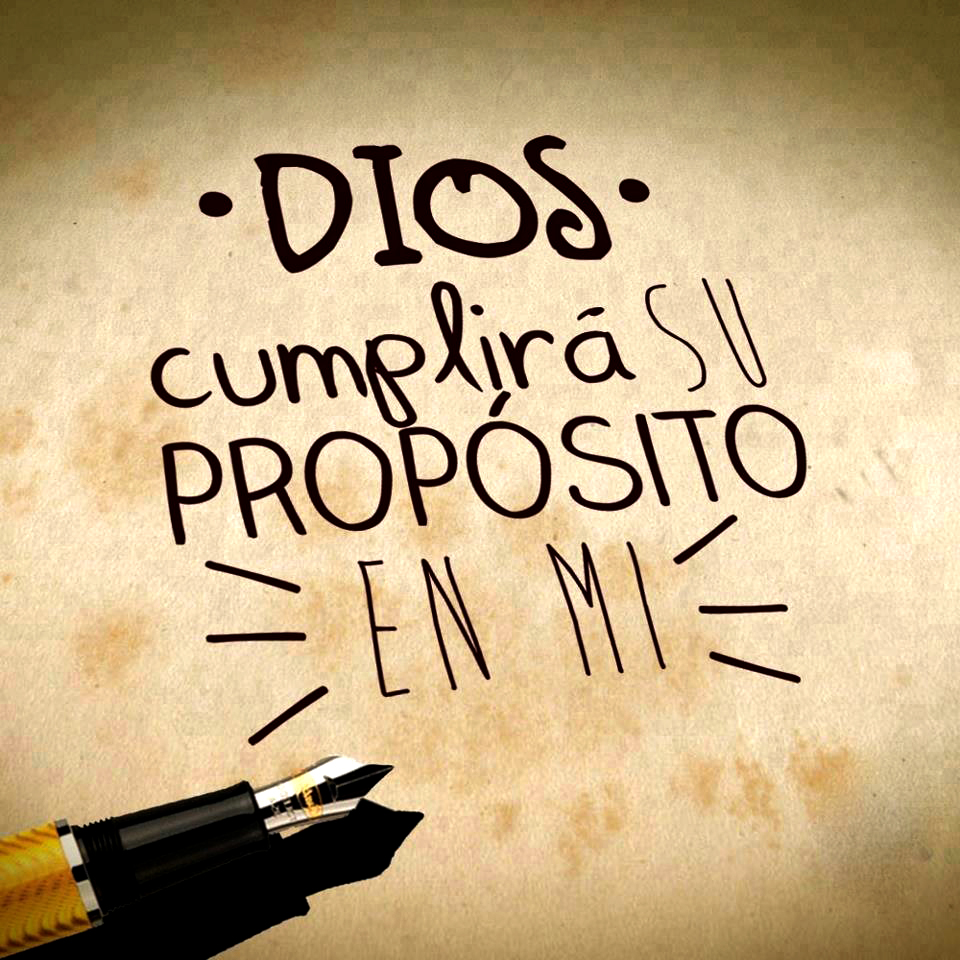 • DIOS •
cumplirá SU
PROPÓSITO
EN MI